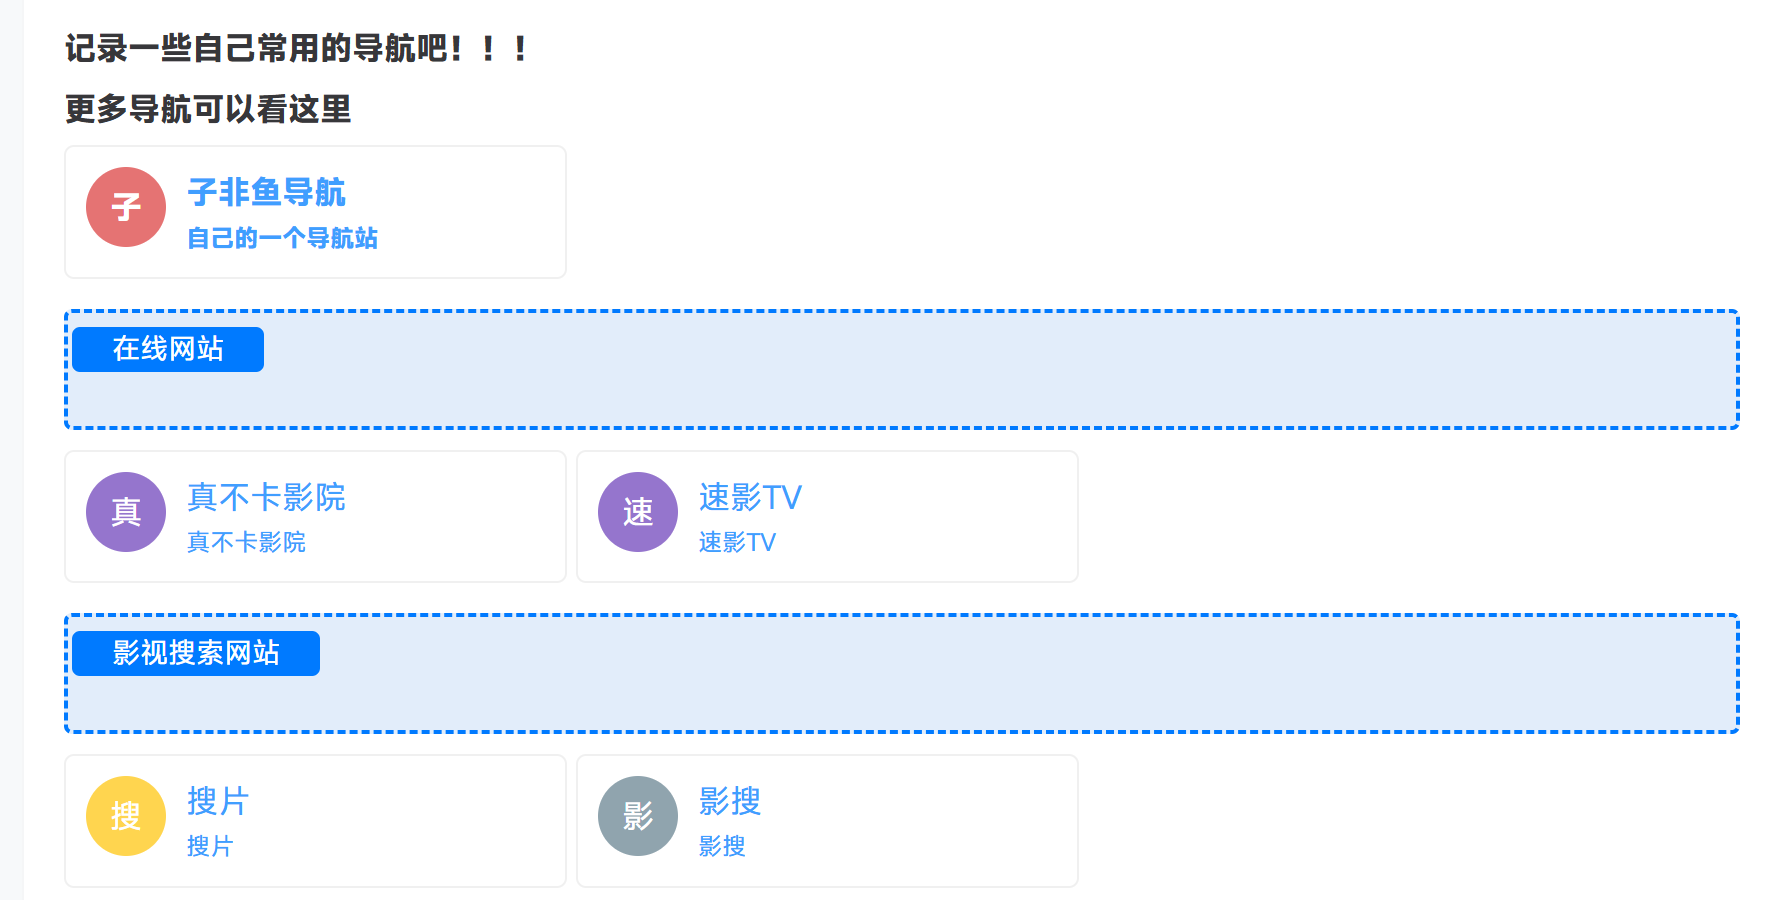 记录一些自己常用的导航吧！！！
更多导航可以看这里
子
子非鱼导航
自己的一个导航站
在线网站
真
真不卡影院
真不卡影院
速
速影TV
速影TV
影视搜索网站
搜
搜片
搜片
影
影搜
影搜